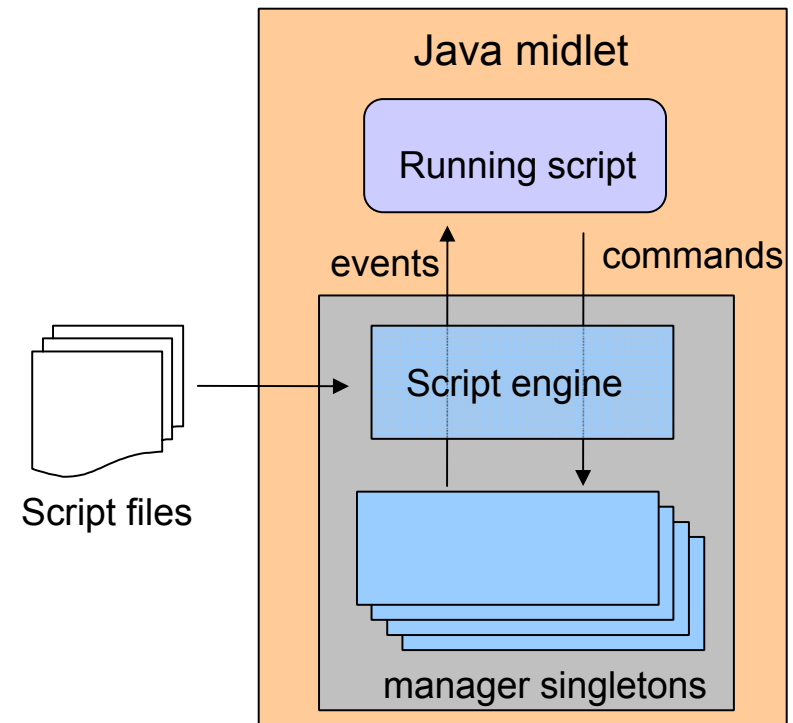 Java midlet
Running script
events
commands
Script engine
Script files
manager singletons